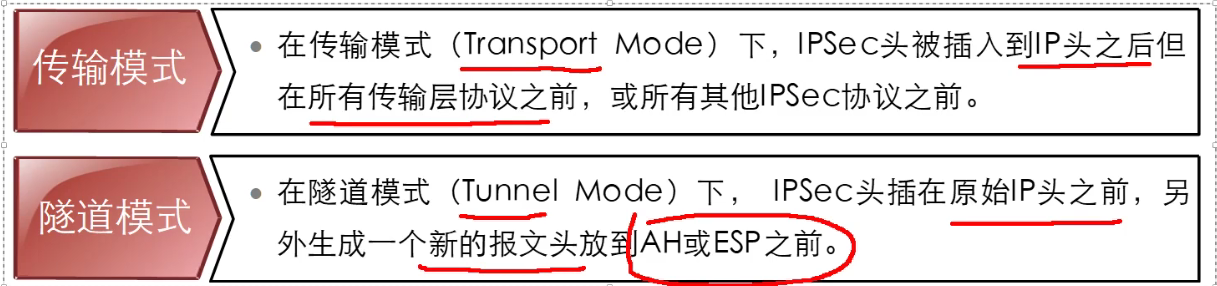 传输模式
在传输模式（Transport Mode）下，IPSec头被插入到IP头之后但
在所有传输层协议之前，或所有其他IPSec协议之前。
隧道模式
在隧道模式（Tunnel Mode）下， IPSec头插在原始IP头之前，另
外生成一个新的报文头放到AH或ESP之前。